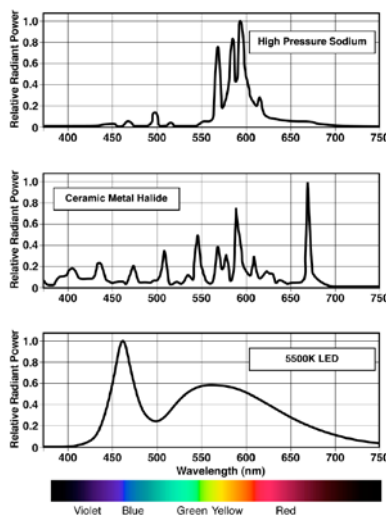 Relative Radiant Power
1.0
0.8
0.6
0.4
0.2
0
High Pressure Sodium
400 450 500 550 600 650 700 750
Relative Radiant Power
1.0
0.8
0.6
0.4
0.2
0
Ceramic Metal Halide
400 450 500 550 600 650 700 750
Relative Radiant Power
1.0
0.8
0.6
0.4
0.2
0
5500K LED
400 450 500 550 600 650 700 750
Wavelength (nm)
Violet Blue Green Yellow Red